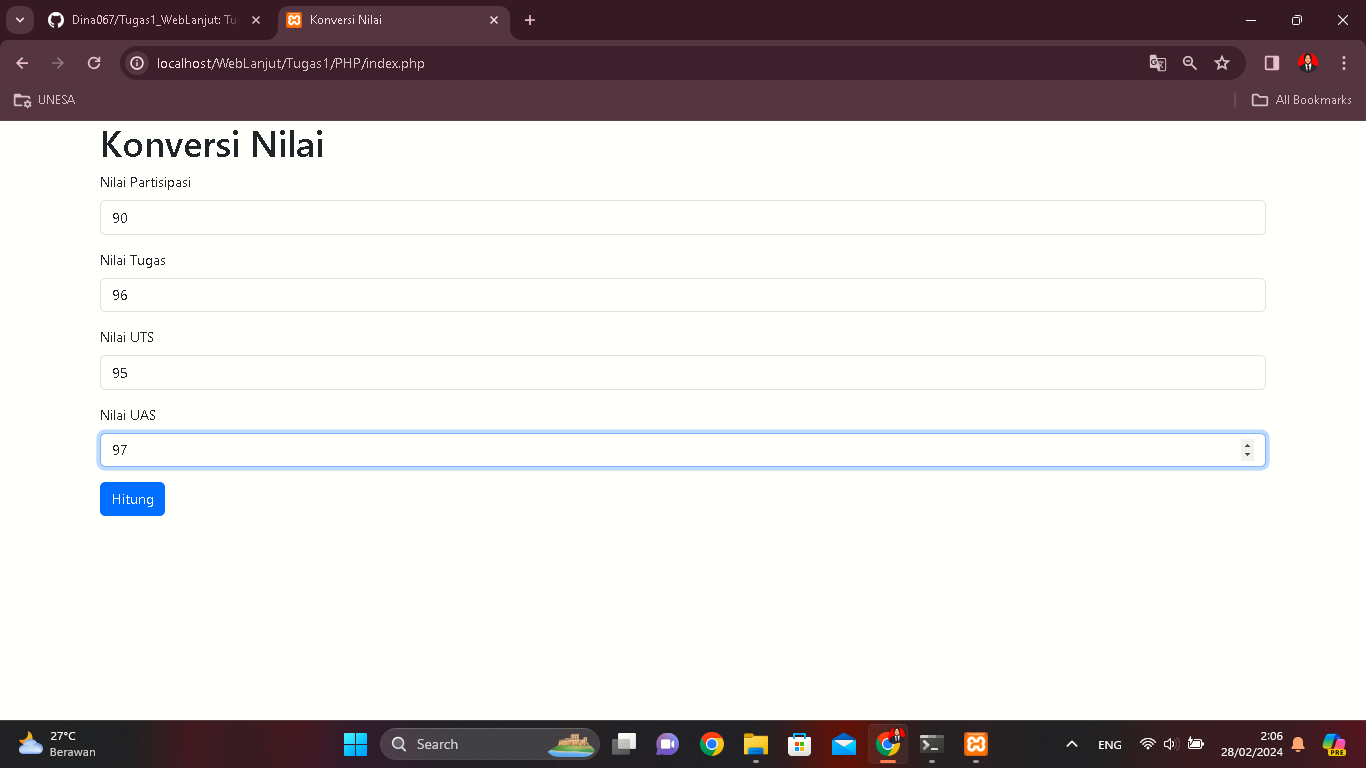 Dina067/Tugas1_WebLanjut: Tu
Konversi Nilai
localhost/WebLanjut/Tugas1/PHP/index.php
UNESA
All Bookmarks
Konversi Nilai
Nilai Partisipasi
90
Nilai Tugas
96
Nilai UTS
95
Nilai UAS
97
Hitung
27°C
Berawan
Search
ENG
2:06
28/02/2024
PRE